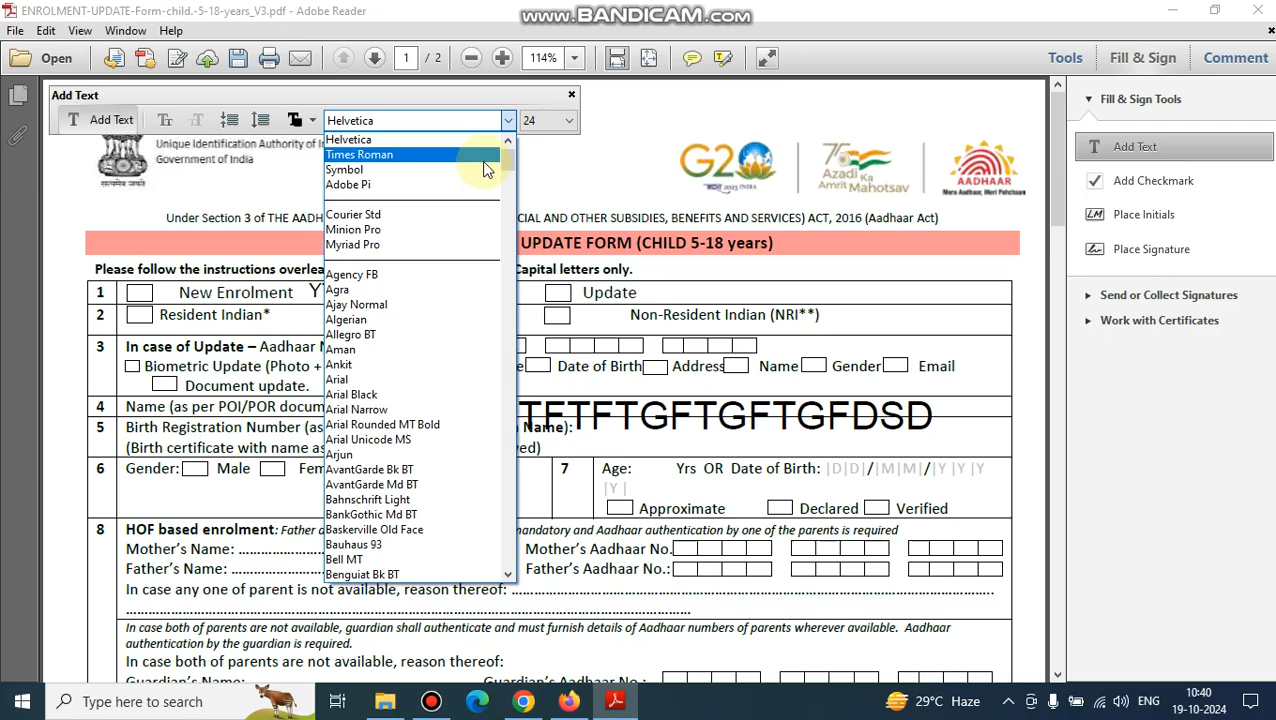 ENROLMENT-UPDATE-Form-child.-5-18-years_V3.pdf - Adobe Reader
www.BANDICAM.com
File Edit View Window Help
Open 1 / 2 114% Tools Fill & Sign Comment
Add Text
Add Text Helvetica 24
Helvetica
Times Roman
Symbol
Adobe Pi
Courier Std
Minion Pro
Myriad Pro
Agency FB
Agra
Ajay Normal
Algerian
Allegro BT
Aman
Ankit
Arial
Arial Black
Arial Narrow
Arial Rounded MT Bold
Arial Unicode MS
Arjun
AvantGarde Bk BT
AvantGarde Md BT
Bahnschrift Light
BankGothic Md BT
Baskerville Old Face
Bauhaus 93
Bell MT
Benguiat Bk BT
Unique Identification Autho
Government of India
सत्यमेव जयते
G20
भारत 2023 INDIA
75
Azadi Ka
Amrit Mahotsav
AADHAAR
Mera Aadhaar, Meri Pehchaan
Under Section 3 of THE AADH CIAL AND OTHER SUBSIDIES, BENEFITS AND SERVICES) ACT, 2016 (Aadhaar Act)
UPDATE FORM (CHILD 5-18 years)
Please follow the instructions overlea Capital letters only.
1 New Enrolment Y Update
2 Resident Indian* Non-Resident Indian (NRI**)
3 In case of Update – Aadhaar N
Biometric Update (Photo + e Date of Birth Address Name Gender Email
Document update.
4 Name (as per POI/POR docum TFTFTGFTGFTGFDSD
5 Birth Registration Number (as n Name):
(Birth certificate with name as wed)
6 Gender: Male Fem 7 Age: Yrs OR Date of Birth: |D|D|/|M|M|/|Y |Y |Y
|Y |
Approximate Declared Verified
8 HOF based enrolment: Father mandatory and Aadhaar authentication by one of the parents is required
Mother's Name: Mother's Aadhaar No.
Father's Name: Father's Aadhaar No.:
In case any one of parent is not available, reason thereof: ……………………………………………………………………………..
……………………………………………………………………………………………………
In case both of parents are not available, guardian shall authenticate and must furnish details of Aadhaar numbers of parents wherever available. Aadhaar
authentication by the guardian is required.
In case both of parents are not available, reason thereof:
Fill & Sign Tools
Add Text
Add Checkmark
Place Initials
Place Signature
Send or Collect Signatures
Work with Certificates
Type here to search
29°C Haze ENG 10:40
19-10-2024